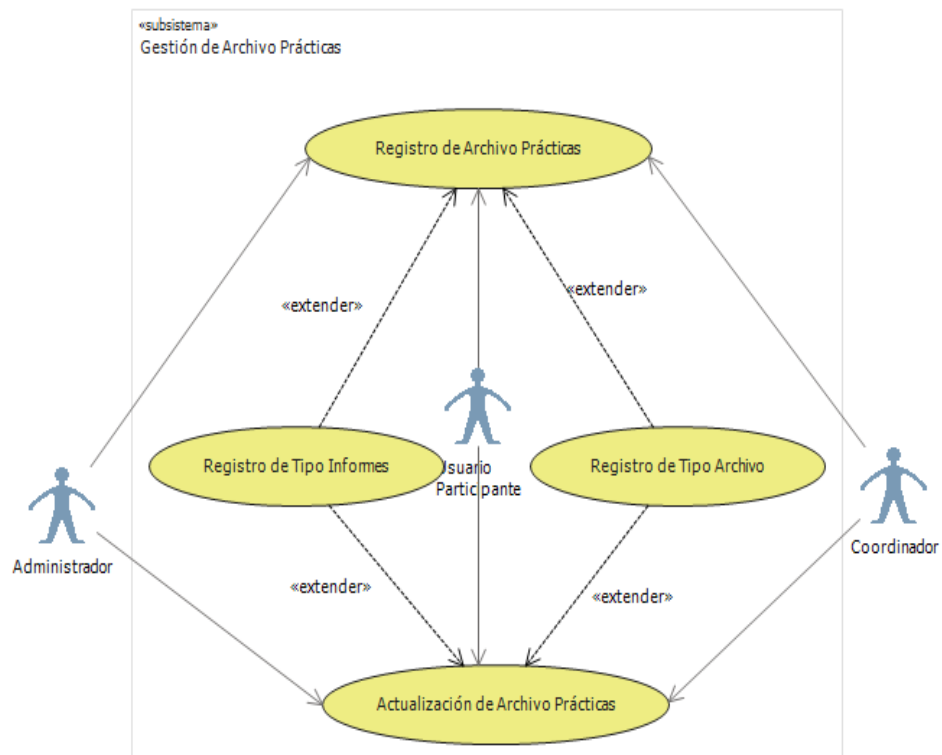 «subsistema»
Gestión de Archivo Prácticas
Registro de Archivo Prácticas
«extender»
«extender»
Registro de Tipo Informes
Usuario
Participante
Registro de Tipo Archivo
Administrador
Coordinador
«extender»
«extender»
Actualización de Archivo Prácticas